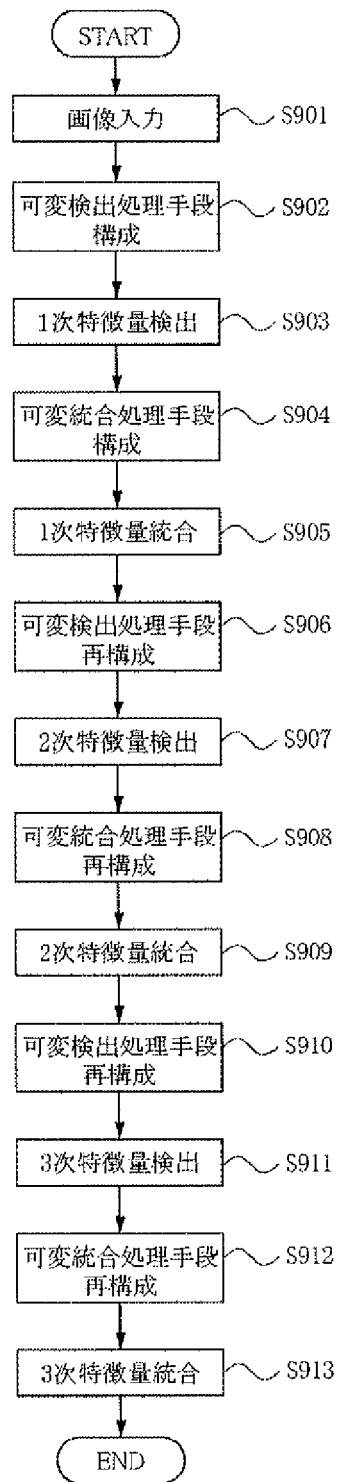 START
画像入力
S901
可変検出処理手段
構成
S902
1次特徴量検出
S903
可変統合処理手段
構成
S904
1次特徴量統合
S905
可変検出処理手段
再構成
S906
2次特徴量検出
S907
可変統合処理手段
再構成
S908
2次特徴量統合
S909
可変検出処理手段
再構成
S910
3次特徴量検出
S911
可変統合処理手段
再構成
S912
3次特徴量統合
S913
END